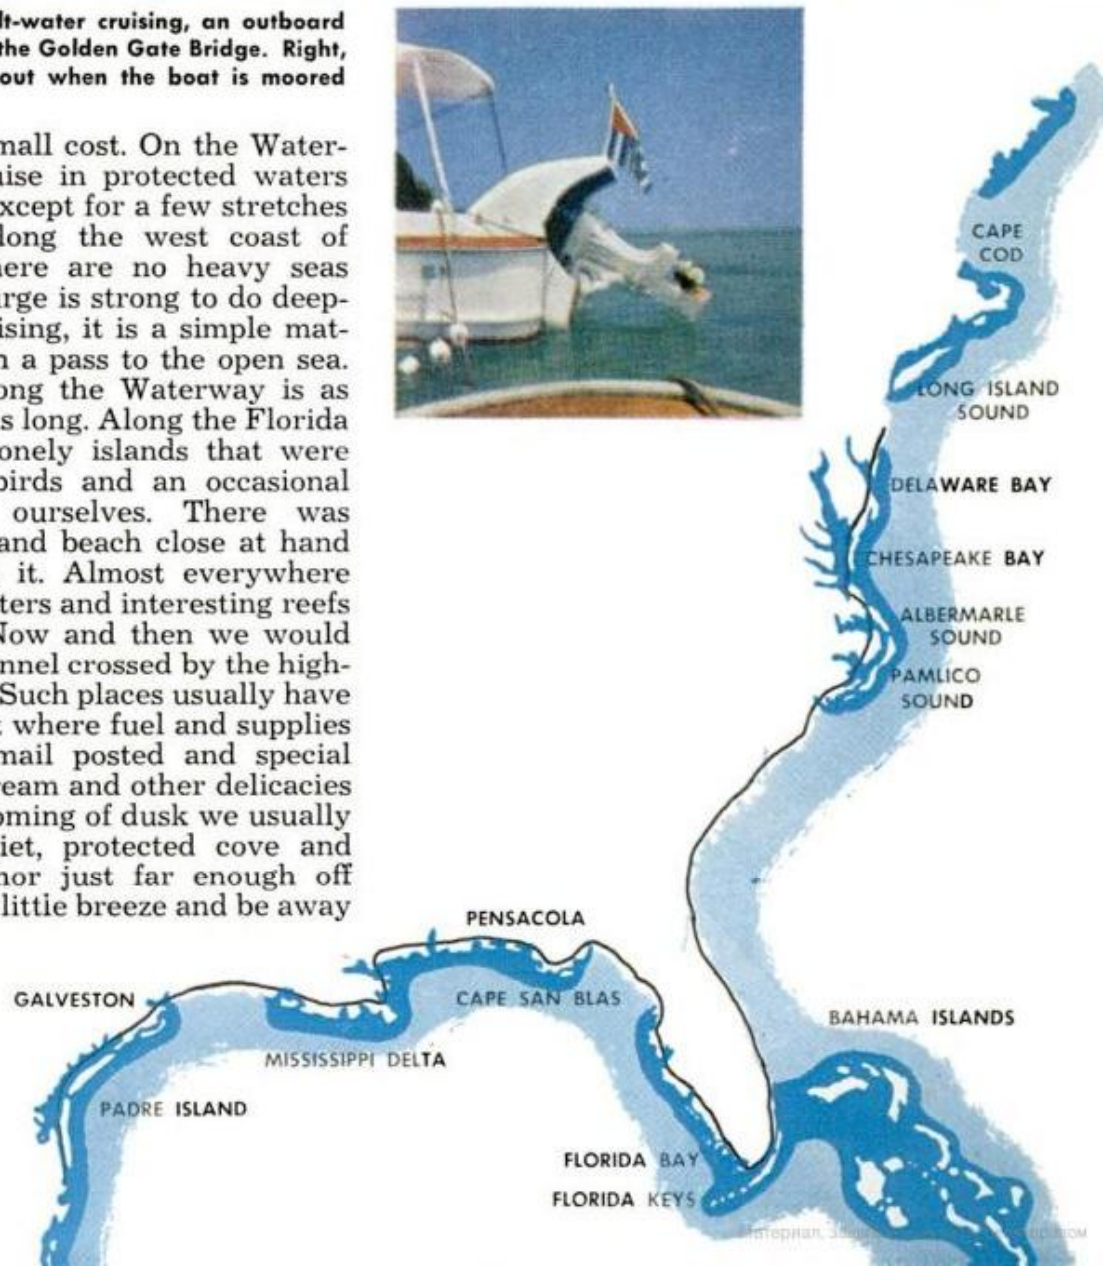 lt-water cruising, an outboard
the Golden Gate Bridge. Right,
out when the boat is moored
mall cost. On the Water-
uise in protected waters
xcept for a few stretches
long the west coast of
here are no heavy seas
urge is strong to do deep-
ising, it is a simple mat-
h a pass to the open sea.
ong the Waterway is as
s long. Along the Florida
onely islands that were
birds and an occasional
ourselves. There was
and beach close at hand
it. Almost everywhere
ters and interesting reefs
Now and then we would
nnel crossed by the high-
Such places usually have
t where fuel and supplies
mail posted and special
ream and other delicacies
oming of dusk we usually
iet, protected cove and
hor just far enough off
little breeze and be away
CAPE
COD
LONG ISLAND
SOUND
DELAWARE BAY
CHESAPEAKE BAY
ALBERMARLE
SOUND
PAMLICO
SOUND
PENSACOLA
GALVESTON
CAPE SAN BLAS
BAHAMA ISLANDS
MISSISSIPPI DELTA
PADRE ISLAND
FLORIDA BAY
FLORIDA KEYS